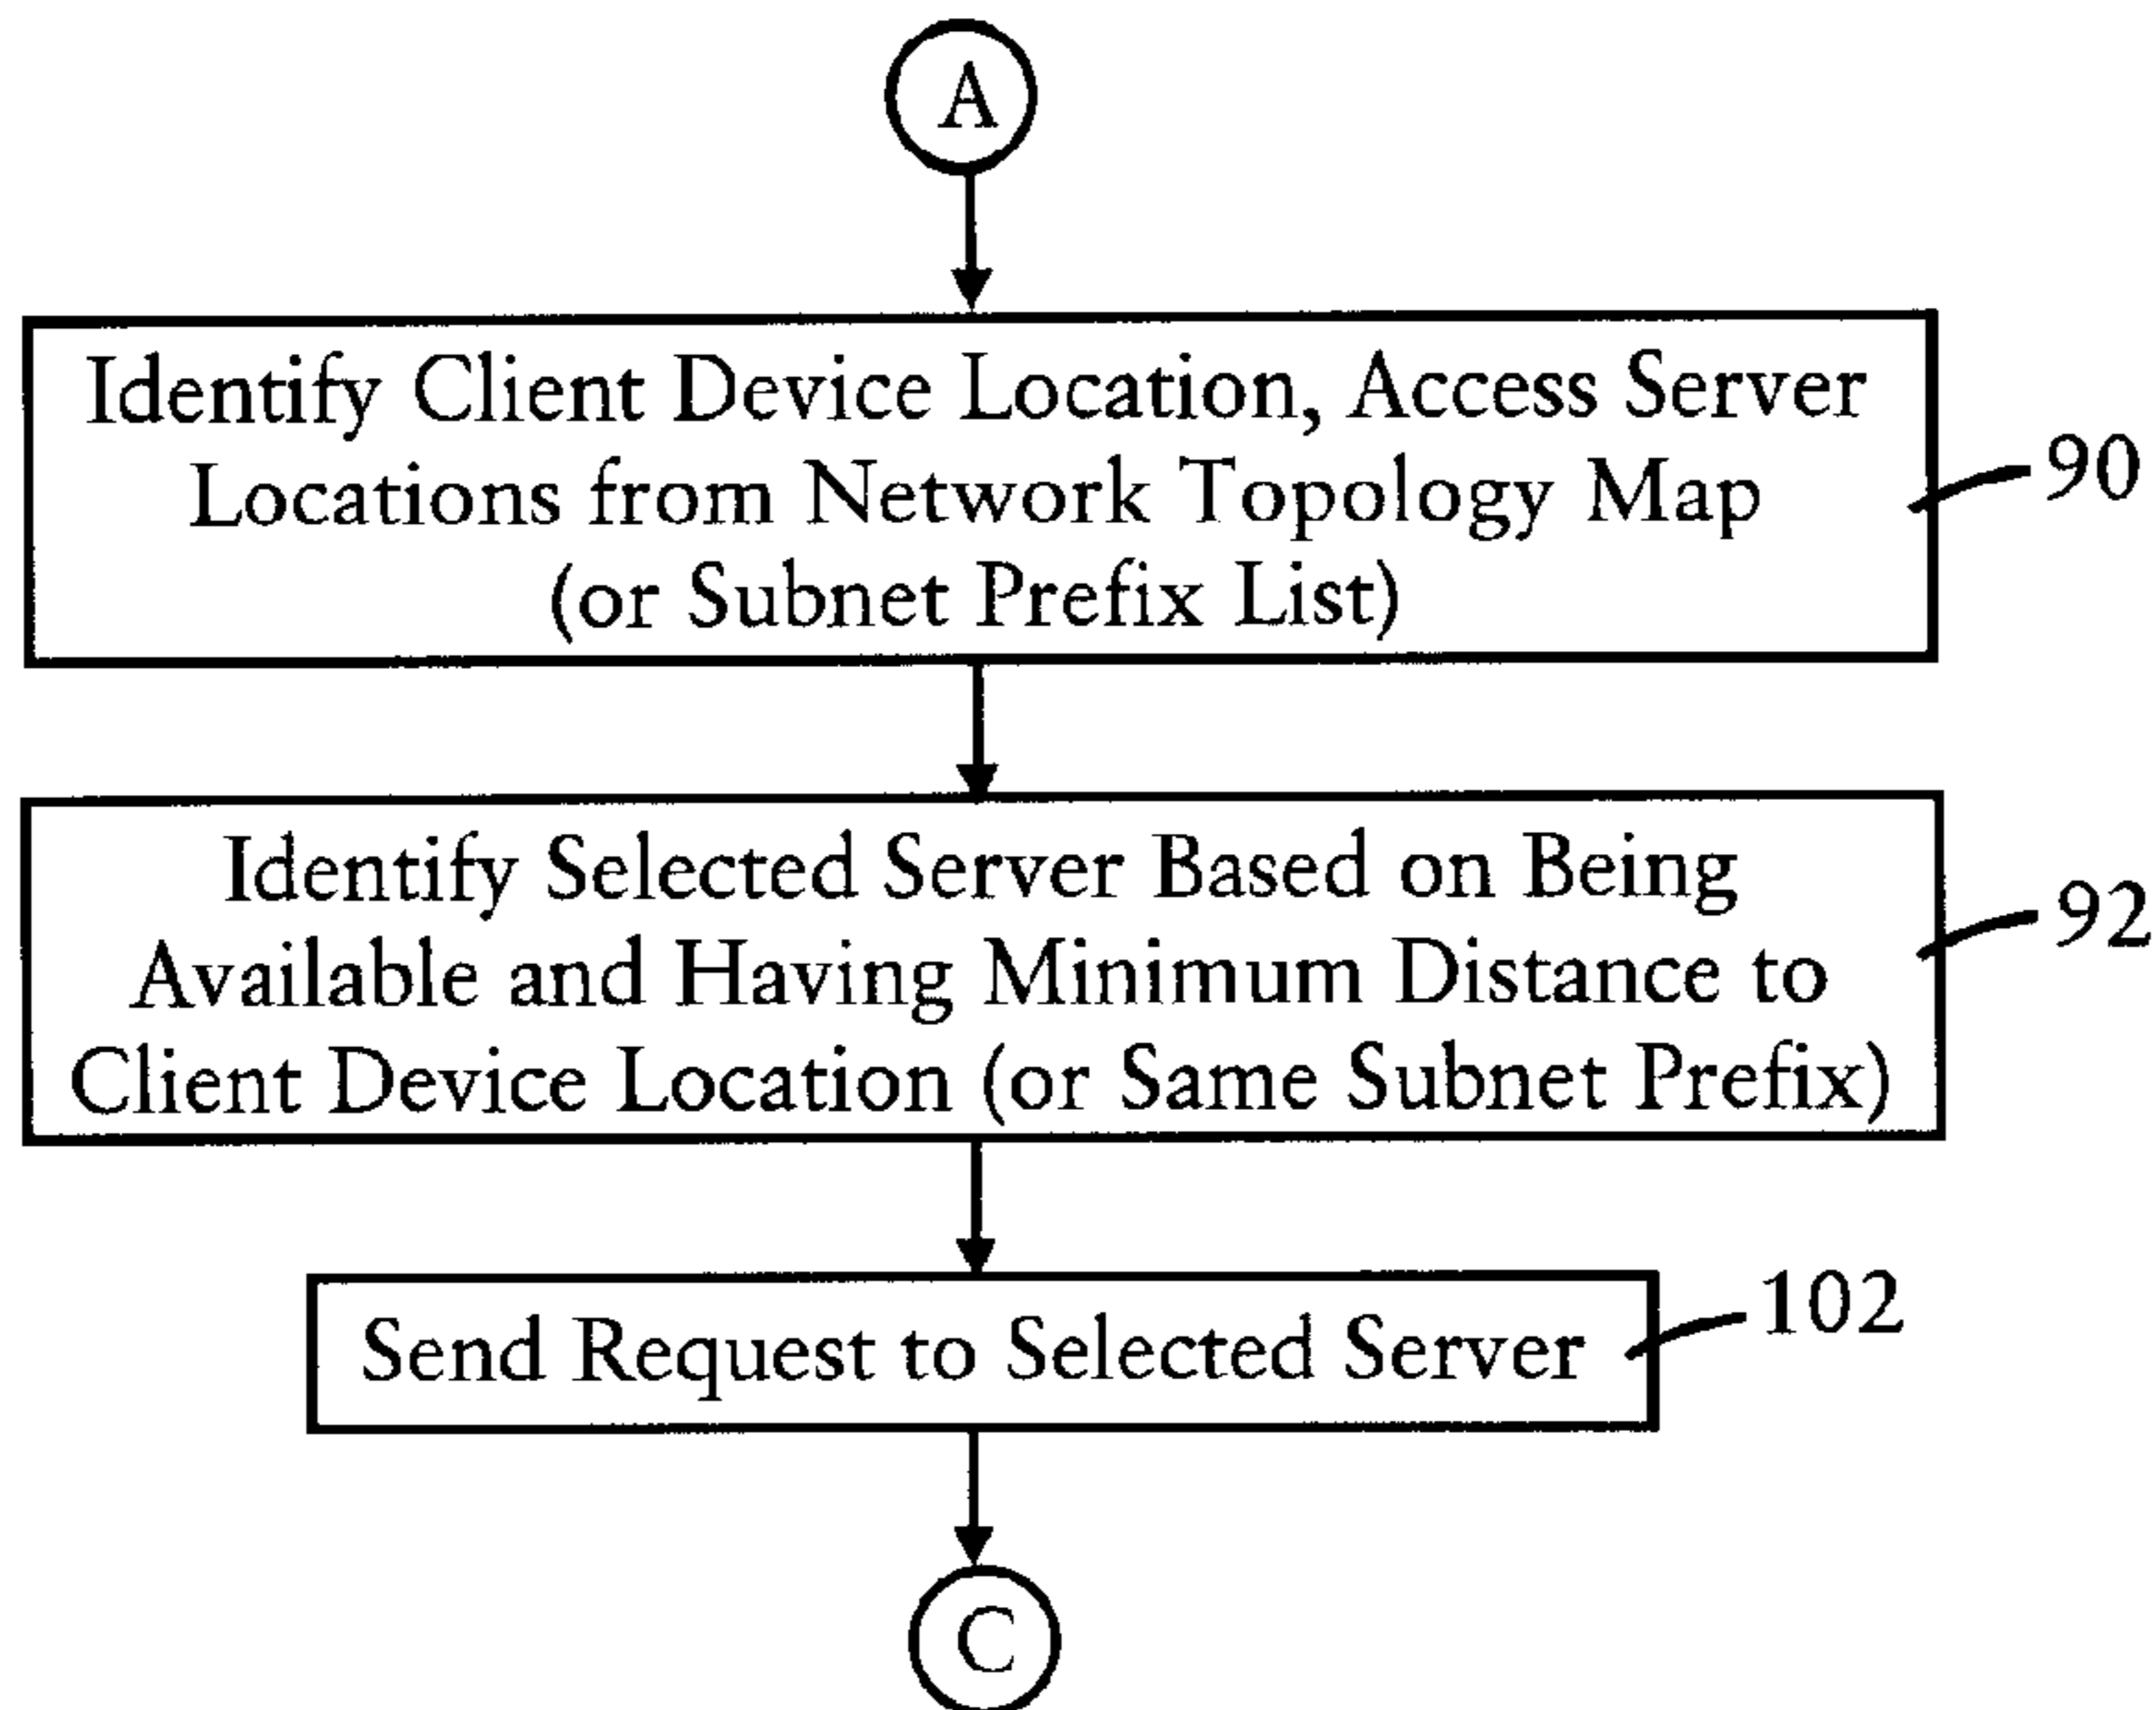 A
Identify Client Device Location, Access Server
Locations from Network Topology Map
(or Subnet Prefix List)
90
Identify Selected Server Based on Being
Available and Having Minimum Distance to
Client Device Location (or Same Subnet Prefix)
92
Send Request to Selected Server
102
C